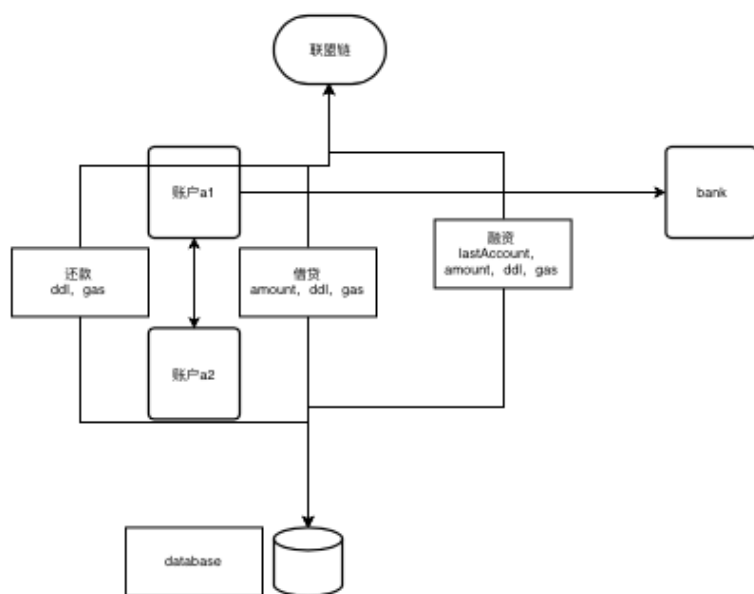 联盟链
账户a1
bank
还款
ddl，gas
借贷
amount，ddl，gas
融资
lastAccount，
amount，ddl，gas
账户a2
database